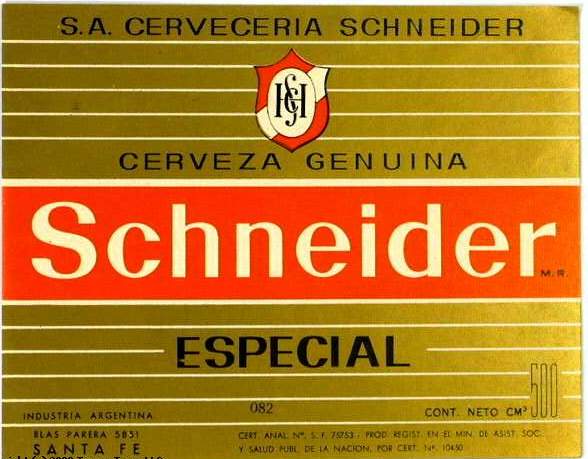 S.A. CERVECERIA SCHNEIDER
CERVEZA GENUINA
Schneider
M.R.
ESPECIAL
082
INDUSTRIA ARGENTINA
BLAS PARERA 5851
SANTA FE
CONT. NETO CM³ 500
CERT. ANAL. Nº. S. F. 75753 - PROD. REGIST. EN EL MIN. DE ASIST. SOC.
Y SALUD PUBL. DE LA NACION, POR CERT. Nº. 10450